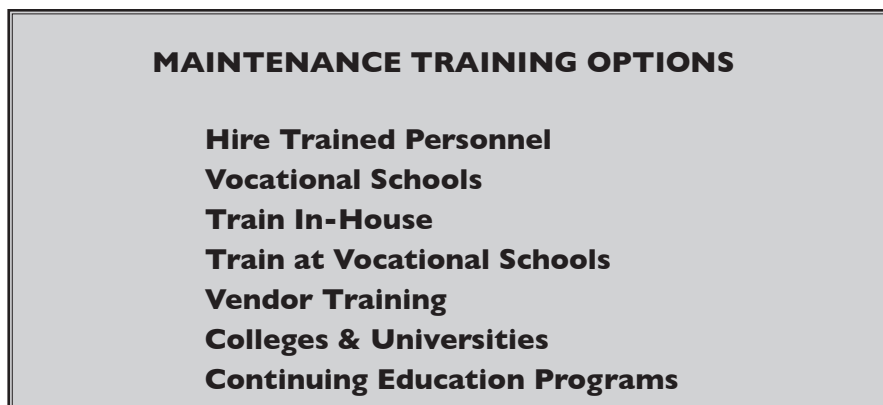 MAINTENANCE TRAINING OPTIONS
Hire Trained Personnel
Vocational Schools
Train In-House
Train at Vocational Schools
Vendor Training
Colleges & Universities
Continuing Education Programs